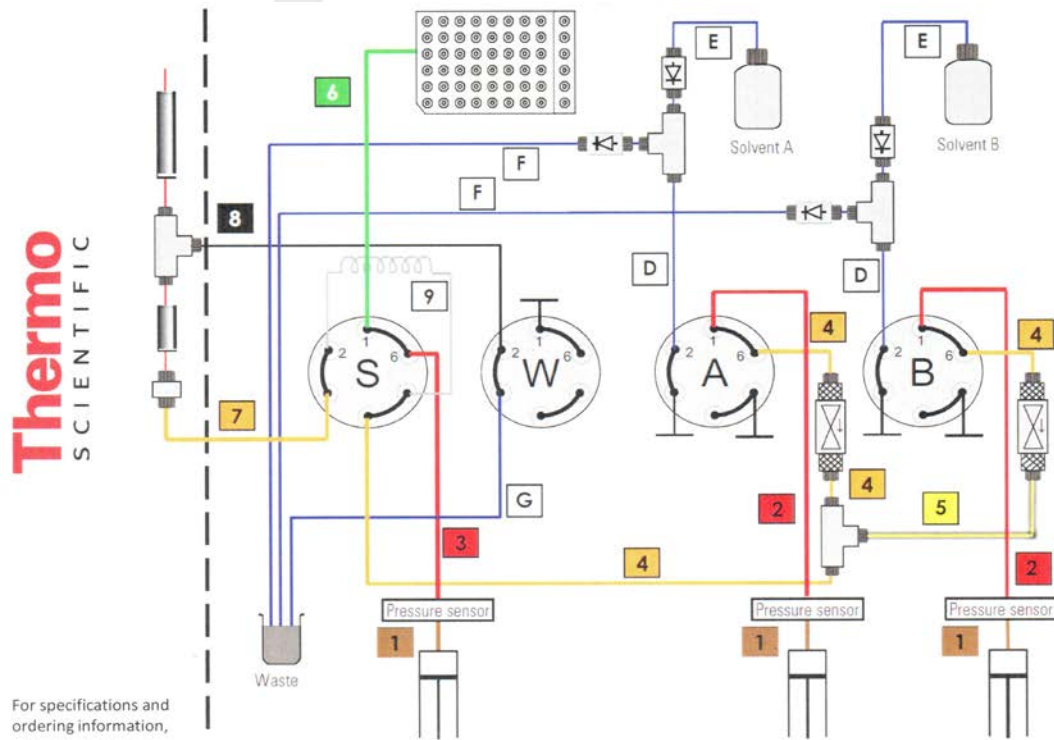 Thermo
SCIENTIFIC
E
E
6
Solvent A
Solvent B
F
F
8
D
D
9
1
2
6
S
W
1
2
6
A
1
2
6
B
4
4
7
G
4
5
3
2
4
2
Pressure sensor
Pressure sensor
Pressure sensor
1
1
1
Waste
For specifications and
ordering information,